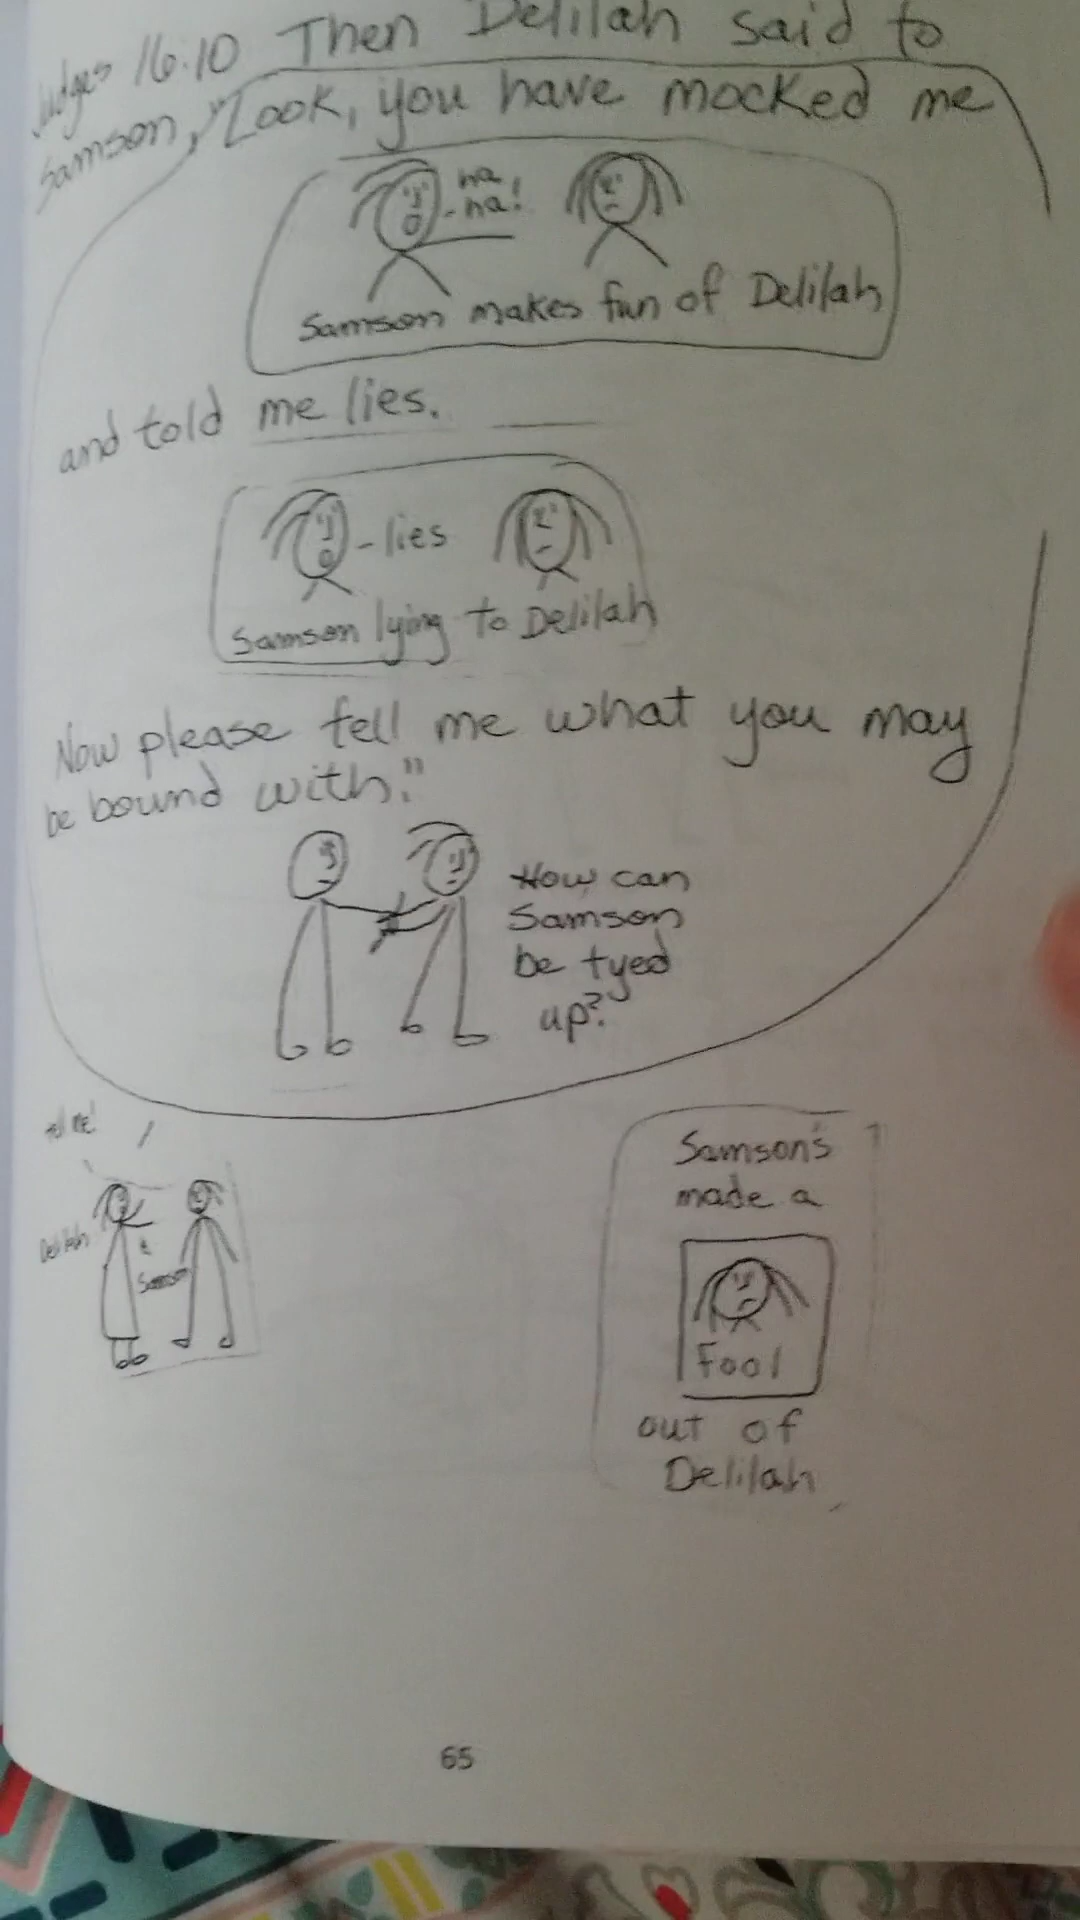 Judges 16:10 Then Delilah said to
Samson, "Look, you have mocked me
ha
-ha!
Samson makes fun of Delilah
and told me lies.
-lies
Samson lying to Delilah
Now please tell me what you may
be bound with."
How can
Samson
be tyed
up?
tell me!
Delilah
&
Samson
Samson's
made a
Fool
out of
Delilah
65